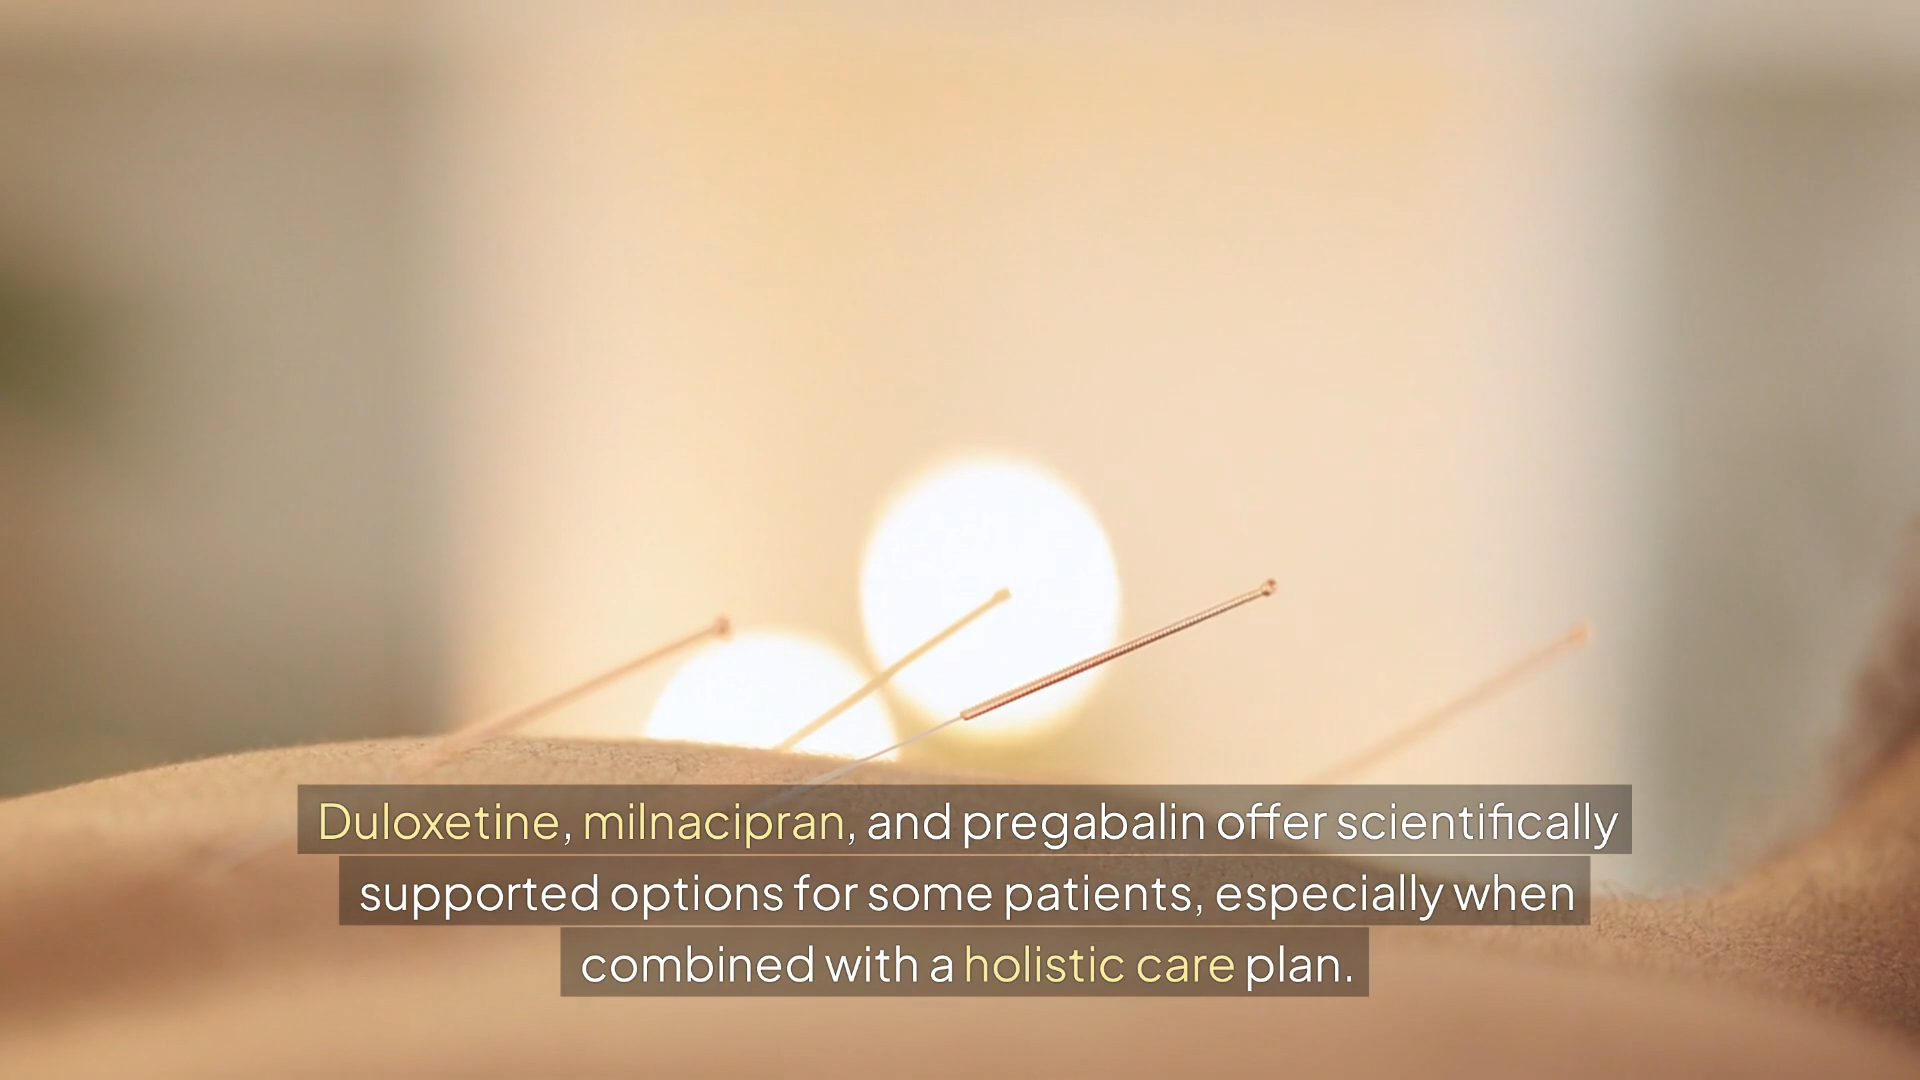 Duloxetine, milnacipran, and pregabalin offer scientifically
supported options for some patients, especially when
combined with a holistic care plan.